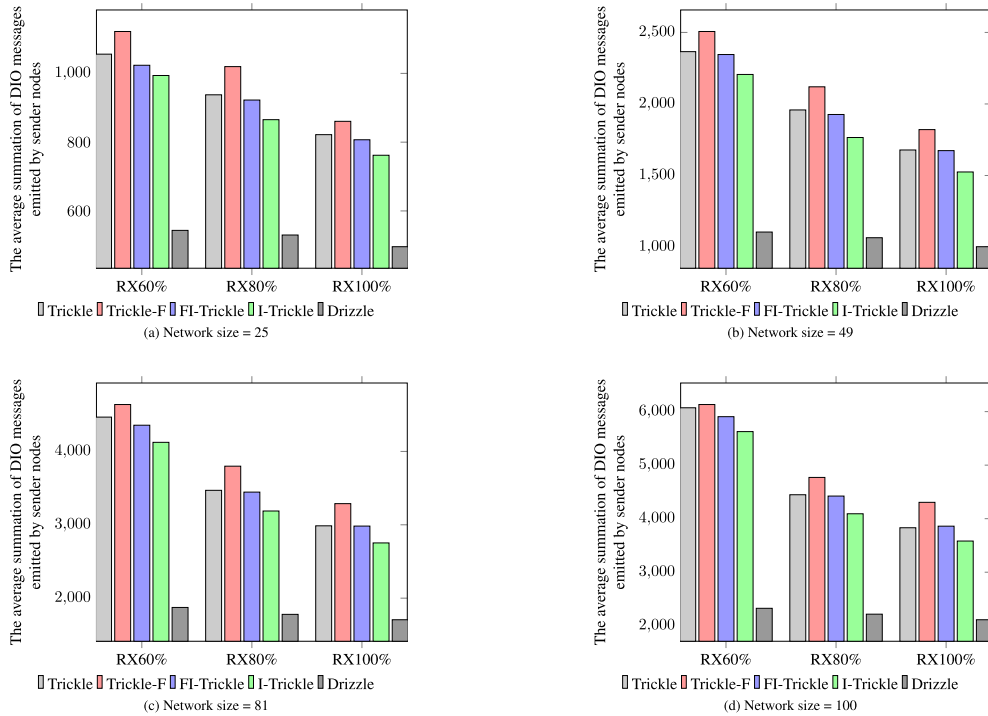 The average summation of DIO messages
emitted by sender nodes
1,000
800
600
RX60% RX80% RX100%
Trickle Trickle-F FI-Trickle I-Trickle Drizzle
(a) Network size = 25
The average summation of DIO messages
emitted by sender nodes
2,500
2,000
1,500
1,000
RX60% RX80% RX100%
Trickle Trickle-F FI-Trickle I-Trickle Drizzle
(b) Network size = 49
The average summation of DIO messages
emitted by sender nodes
4,000
3,000
2,000
RX60% RX80% RX100%
Trickle Trickle-F FI-Trickle I-Trickle Drizzle
(c) Network size = 81
The average summation of DIO messages
emitted by sender nodes
6,000
5,000
4,000
3,000
2,000
RX60% RX80% RX100%
Trickle Trickle-F FI-Trickle I-Trickle Drizzle
(d) Network size = 100